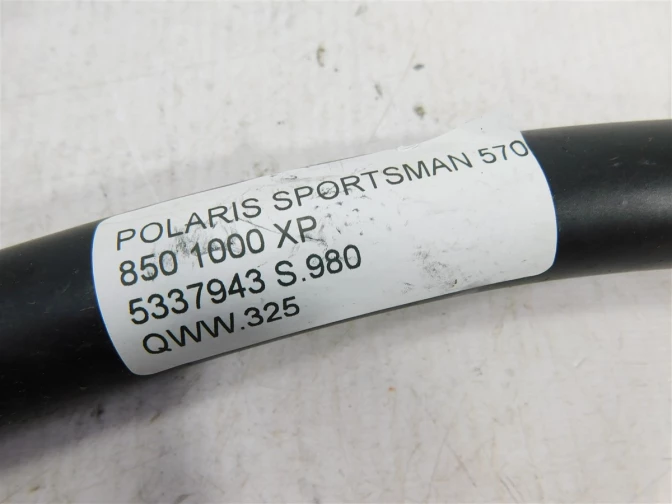 POLARIS SPORTSMAN 570
850 1000 XP
5337943 S.980
QWW.325